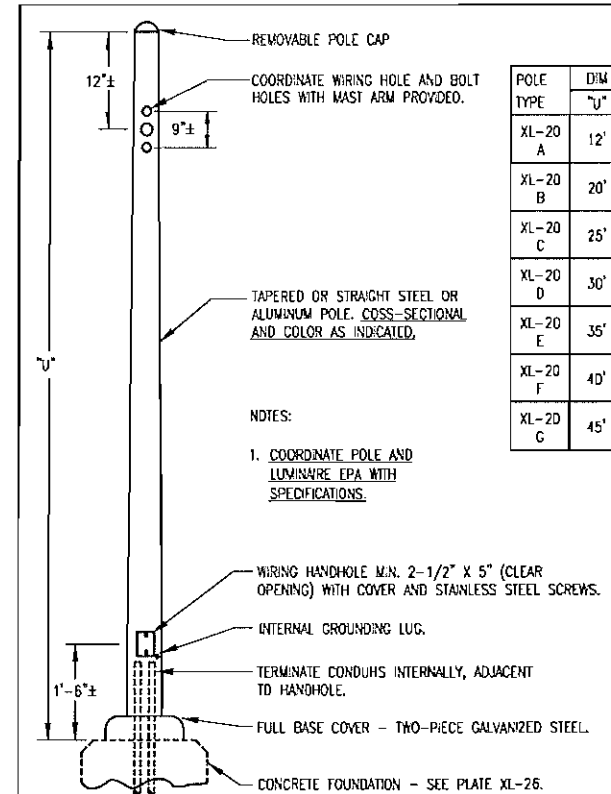 REMOVABLE POLE CAP
12"±
COORDINATE WIRING HOLE AND BOLT
HOLES WITH MAST ARM PROVIDED.
9"±
POLE DIM
TYPE "U"
XL-20 A 12'
XL-20 B 20'
XL-20 C 25'
XL-20 D 30'
XL-20 E 35'
XL-20 F 40'
XL-20 G 45'
TAPERED OR STRAIGHT STEEL OR
ALUMINUM POLE. COSS-SECTIONAL
AND COLOR AS INDICATED.
"U"
NOTES:
1. COORDINATE POLE AND
LUMINAIRE EPA WITH
SPECIFICATIONS.
WIRING HANDHOLE MIN. 2-1/2" X 5" (CLEAR
OPENING) WITH COVER AND STAINLESS STEEL SCREWS.
INTERNAL GROUNDING LUG.
TERMINATE CONDUITS INTERNALLY, ADJACENT
TO HANDHOLE.
1'-6"±
FULL BASE COVER - TWO-PIECE GALVANIZED STEEL.
CONCRETE FOUNDATION - SEE PLATE XL-26.